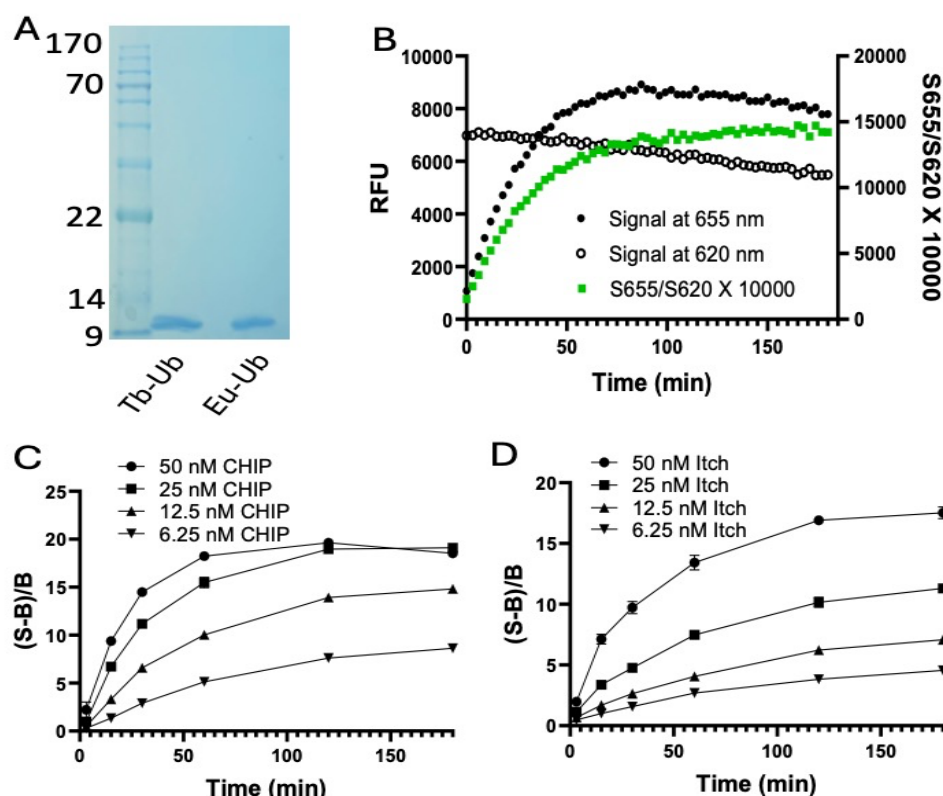 A
170
70
22
14
9
Tb-Ub
Eu-Ub
B
10000
8000
6000
4000
2000
0
RFU
20000
15000
10000
5000
0
S655/S620 X 10000
Signal at 655 nm
Signal at 620 nm
S655/S620 X 10000
0
50
100
150
Time (min)
C
50 nM CHIP
25 nM CHIP
12.5 nM CHIP
6.25 nM CHIP
25
20
15
10
5
0
(S-B)/B
0
50
100
150
Time (min)
D
50 nM Itch
25 nM Itch
12.5 nM Itch
6.25 nM Itch
20
15
10
5
0
(S-B)/B
0
50
100
150
Time (min)